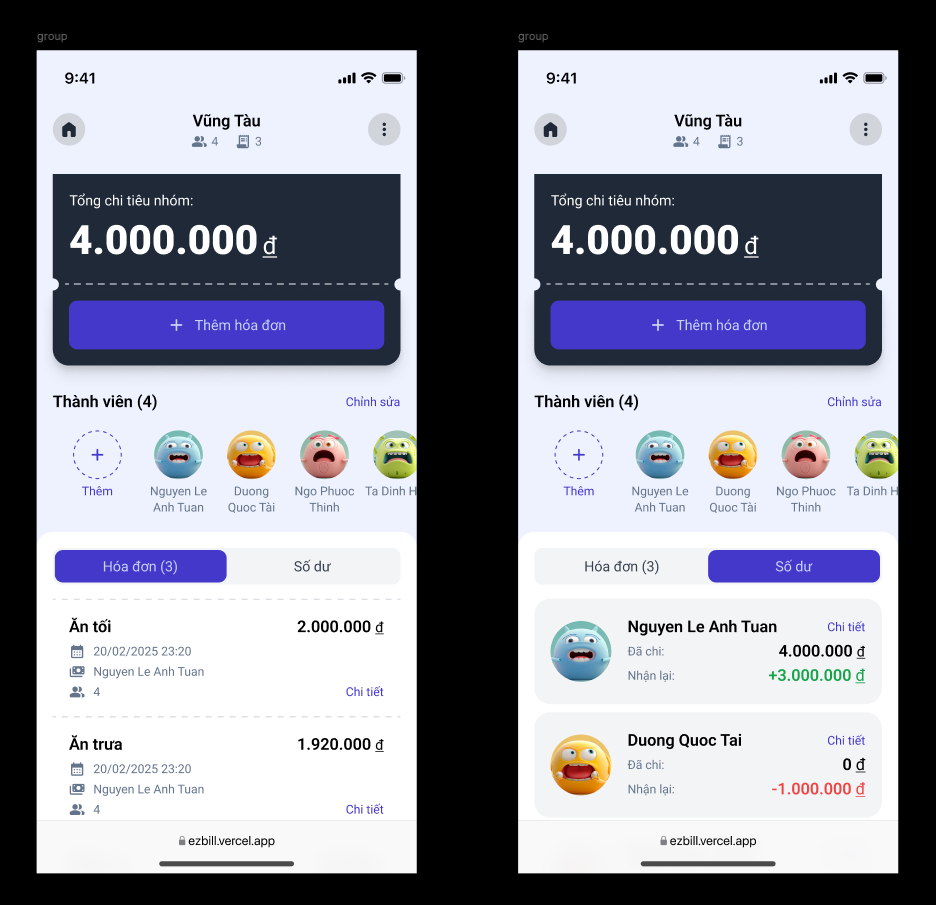 group
9:41
Vũng Tàu
4 3
Tổng chi tiêu nhóm:
4.000.000 đ
+ Thêm hóa đơn
Thành viên (4) Chỉnh sửa
+
Thêm
Nguyen Le Anh Tuan
Duong Quoc Tài
Ngo Phuoc Thinh
Ta Dinh H
Hóa đơn (3) Số dư
Ăn tối 2.000.000 đ
20/02/2025 23:20
Nguyen Le Anh Tuan
4 Chi tiết
Ăn trưa 1.920.000 đ
20/02/2025 23:20
Nguyen Le Anh Tuan
4 Chi tiết
ezbill.vercel.app
group
9:41
Vũng Tàu
4 3
Tổng chi tiêu nhóm:
4.000.000 đ
+ Thêm hóa đơn
Thành viên (4) Chỉnh sửa
+
Thêm
Nguyen Le Anh Tuan
Duong Quoc Tài
Ngo Phuoc Thinh
Ta Dinh H
Hóa đơn (3) Số dư
Nguyen Le Anh Tuan Chi tiết
Đã chi: 4.000.000 đ
Nhận lại: +3.000.000 đ
Duong Quoc Tai Chi tiết
Đã chi: 0 đ
Nhận lại: -1.000.000 đ
ezbill.vercel.app